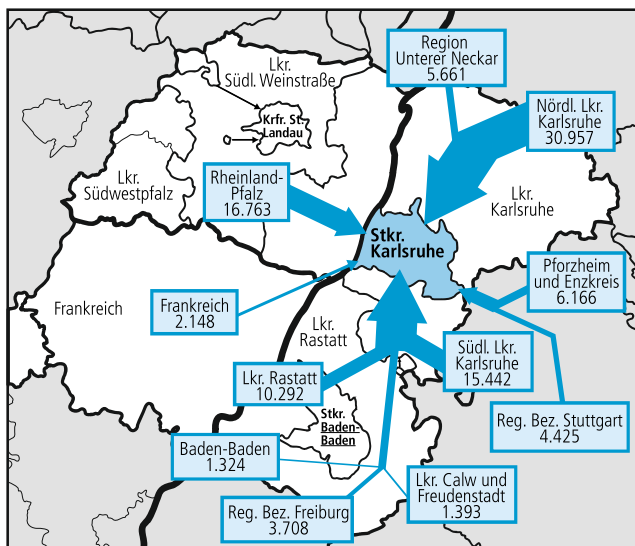 Region
Unterer Neckar
5.661
Lkr.
Südl. Weinstraße
Nördl. Lkr.
Karlsruhe
30.957
Krfr. St.
Landau
Lkr.
Südwestpfalz
Rheinland-
Pfalz
16.763
Lkr.
Karlsruhe
Stkr.
Karlsruhe
Pforzheim
und Enzkreis
6.166
Frankreich
Frankreich
2.148
Lkr.
Rastatt
Südl. Lkr.
Karlsruhe
15.442
Lkr. Rastatt
10.292
Stkr.
Baden-
Baden
Reg. Bez. Stuttgart
4.425
Baden-Baden
1.324
Lkr. Calw und
Freudenstadt
1.393
Reg. Bez. Freiburg
3.708